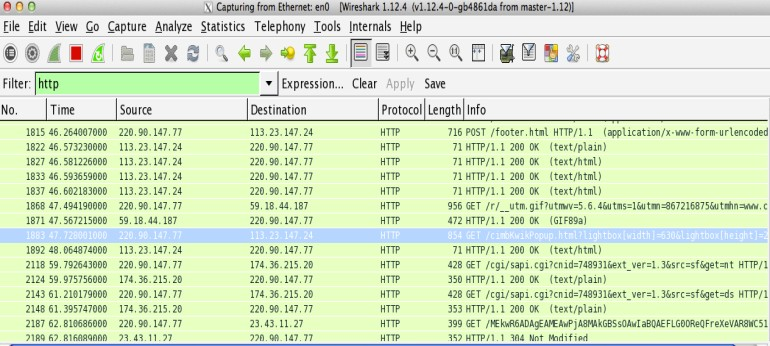 Capturing from Ethernet: en0 [Wireshark 1.12.4 (v1.12.4-0-gb4861da from master-1.12)]
File Edit View Go Capture Analyze Statistics Telephony Tools Internals Help
Filter: http Expression... Clear Apply Save
No. Time Source Destination Protocol Length Info
1815 46.264007000 220.90.147.77 113.23.147.24 HTTP 716 POST /footer.html HTTP/1.1 (application/x-www-form-urlencoded
1822 46.573230000 113.23.147.24 220.90.147.77 HTTP 71 HTTP/1.1 200 OK (text/plain)
1827 46.581226000 113.23.147.24 220.90.147.77 HTTP 71 HTTP/1.1 200 OK (text/html)
1833 46.593659000 113.23.147.24 220.90.147.77 HTTP 71 HTTP/1.1 200 OK (text/html)
1837 46.602183000 113.23.147.24 220.90.147.77 HTTP 71 HTTP/1.1 200 OK (text/html)
1868 47.494190000 220.90.147.77 59.18.44.187 HTTP 956 GET /r/__utm.gif?utmwv=5.6.4&utms=1&utmn=867216875&utmhn=www.c
1871 47.567215000 59.18.44.187 220.90.147.77 HTTP 472 HTTP/1.1 200 OK (GIF89a)
1883 47.728001000 220.90.147.77 113.23.147.24 HTTP 854 GET /cimbKwikPopUp.html?lightbox[width]=630&lightbox[height]=2
1892 48.064874000 113.23.147.24 220.90.147.77 HTTP 71 HTTP/1.1 200 OK (text/html)
2118 59.792643000 220.90.147.77 174.36.215.20 HTTP 428 GET /cgi/sapi.cgi?cnid=748931&ext_ver=1.3&src=sf&get=nt HTTP/1
2124 59.975756000 174.36.215.20 220.90.147.77 HTTP 350 HTTP/1.1 200 OK (text/plain)
2143 61.210179000 220.90.147.77 174.36.215.20 HTTP 428 GET /cgi/sapi.cgi?cnid=748931&ext_ver=1.3&src=sf&get=ds HTTP/1
2148 61.395747000 174.36.215.20 220.90.147.77 HTTP 353 HTTP/1.1 200 OK (text/plain)
2187 62.810686000 220.90.147.77 23.43.11.27 HTTP 399 GET /MEkwR6ADAgEAMEAwPjA8MAkGBSsOAwIaBQAEFLG0OReQFreXeVAR8WC51
2189 62.816089000 23.43.11.27 220.90.147.77 HTTP 352 HTTP/1.1 304 Not Modified